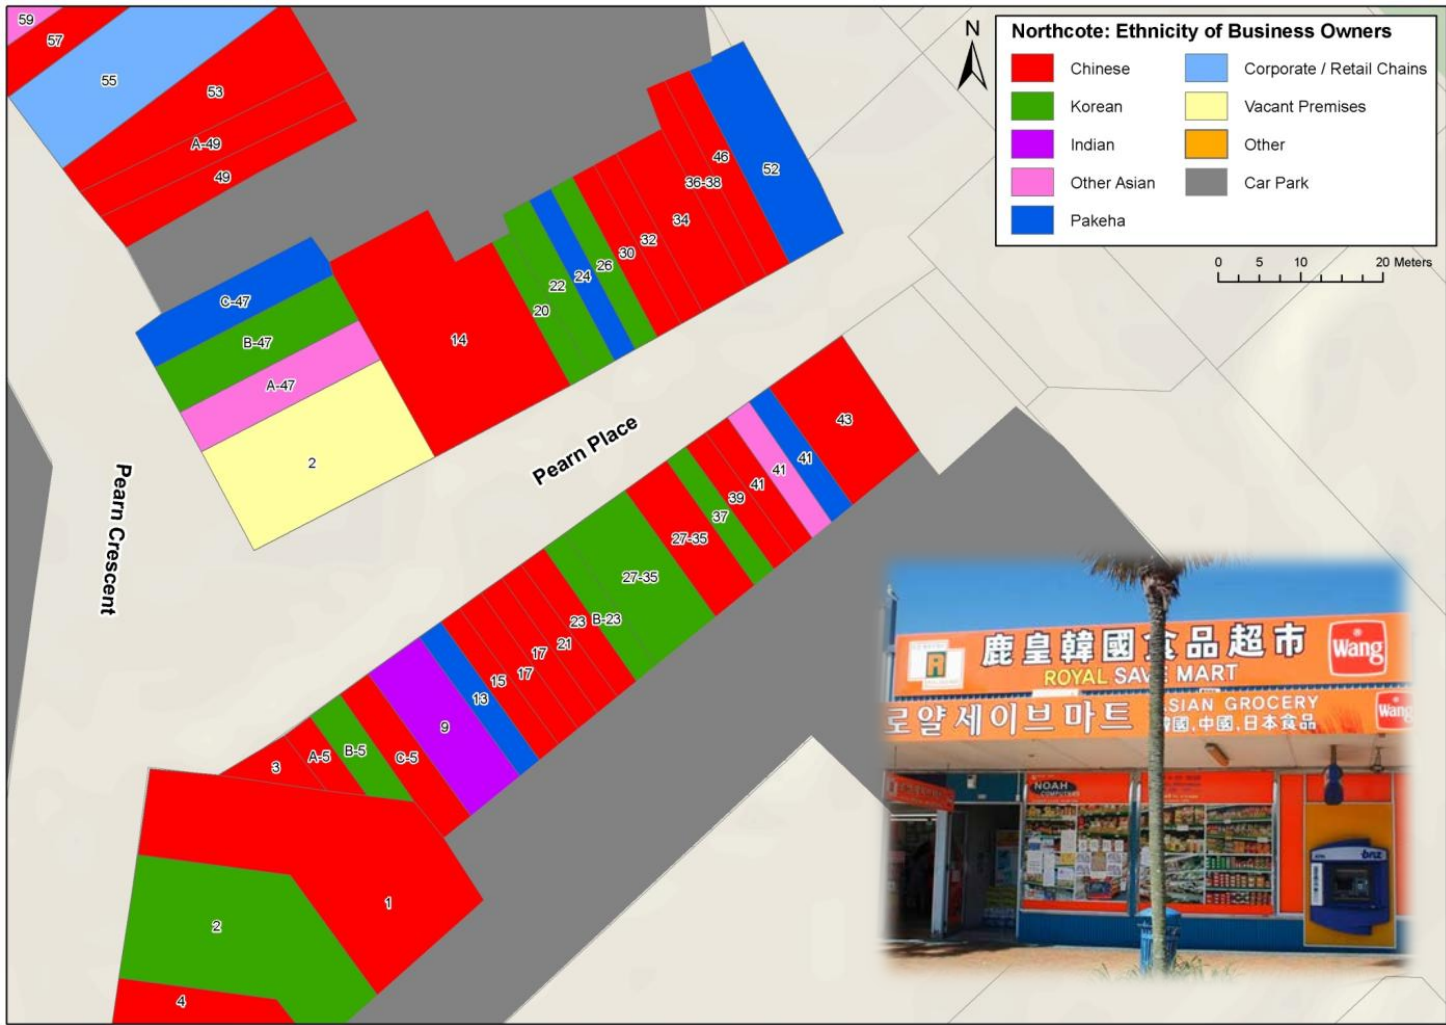 Northcote: Ethnicity of Business Owners
Chinese
Korean
Indian
Other Asian
Pakeha
Corporate / Retail Chains
Vacant Premises
Other
Car Park
N
0 5 10 20 Meters
59
57
55
53
A-49
49
C-47
B-47
A-47
2
14
20
22
24
26
30
32
34
36-38
46
52
Pearn Place
Pearn Crescent
43
41
41
41
39
37
27-35
27-35
B-23
23
21
17
17
15
13
9
C-5
B-5
A-5
3
1
2
4
鹿皇韓國食品超市
ROYAL SAVE MART
Wang
로얄세이브마트
ASIAN GROCERY
韓國,中國,日本食品
Wang
NOAH
COMPUTERS
bnz